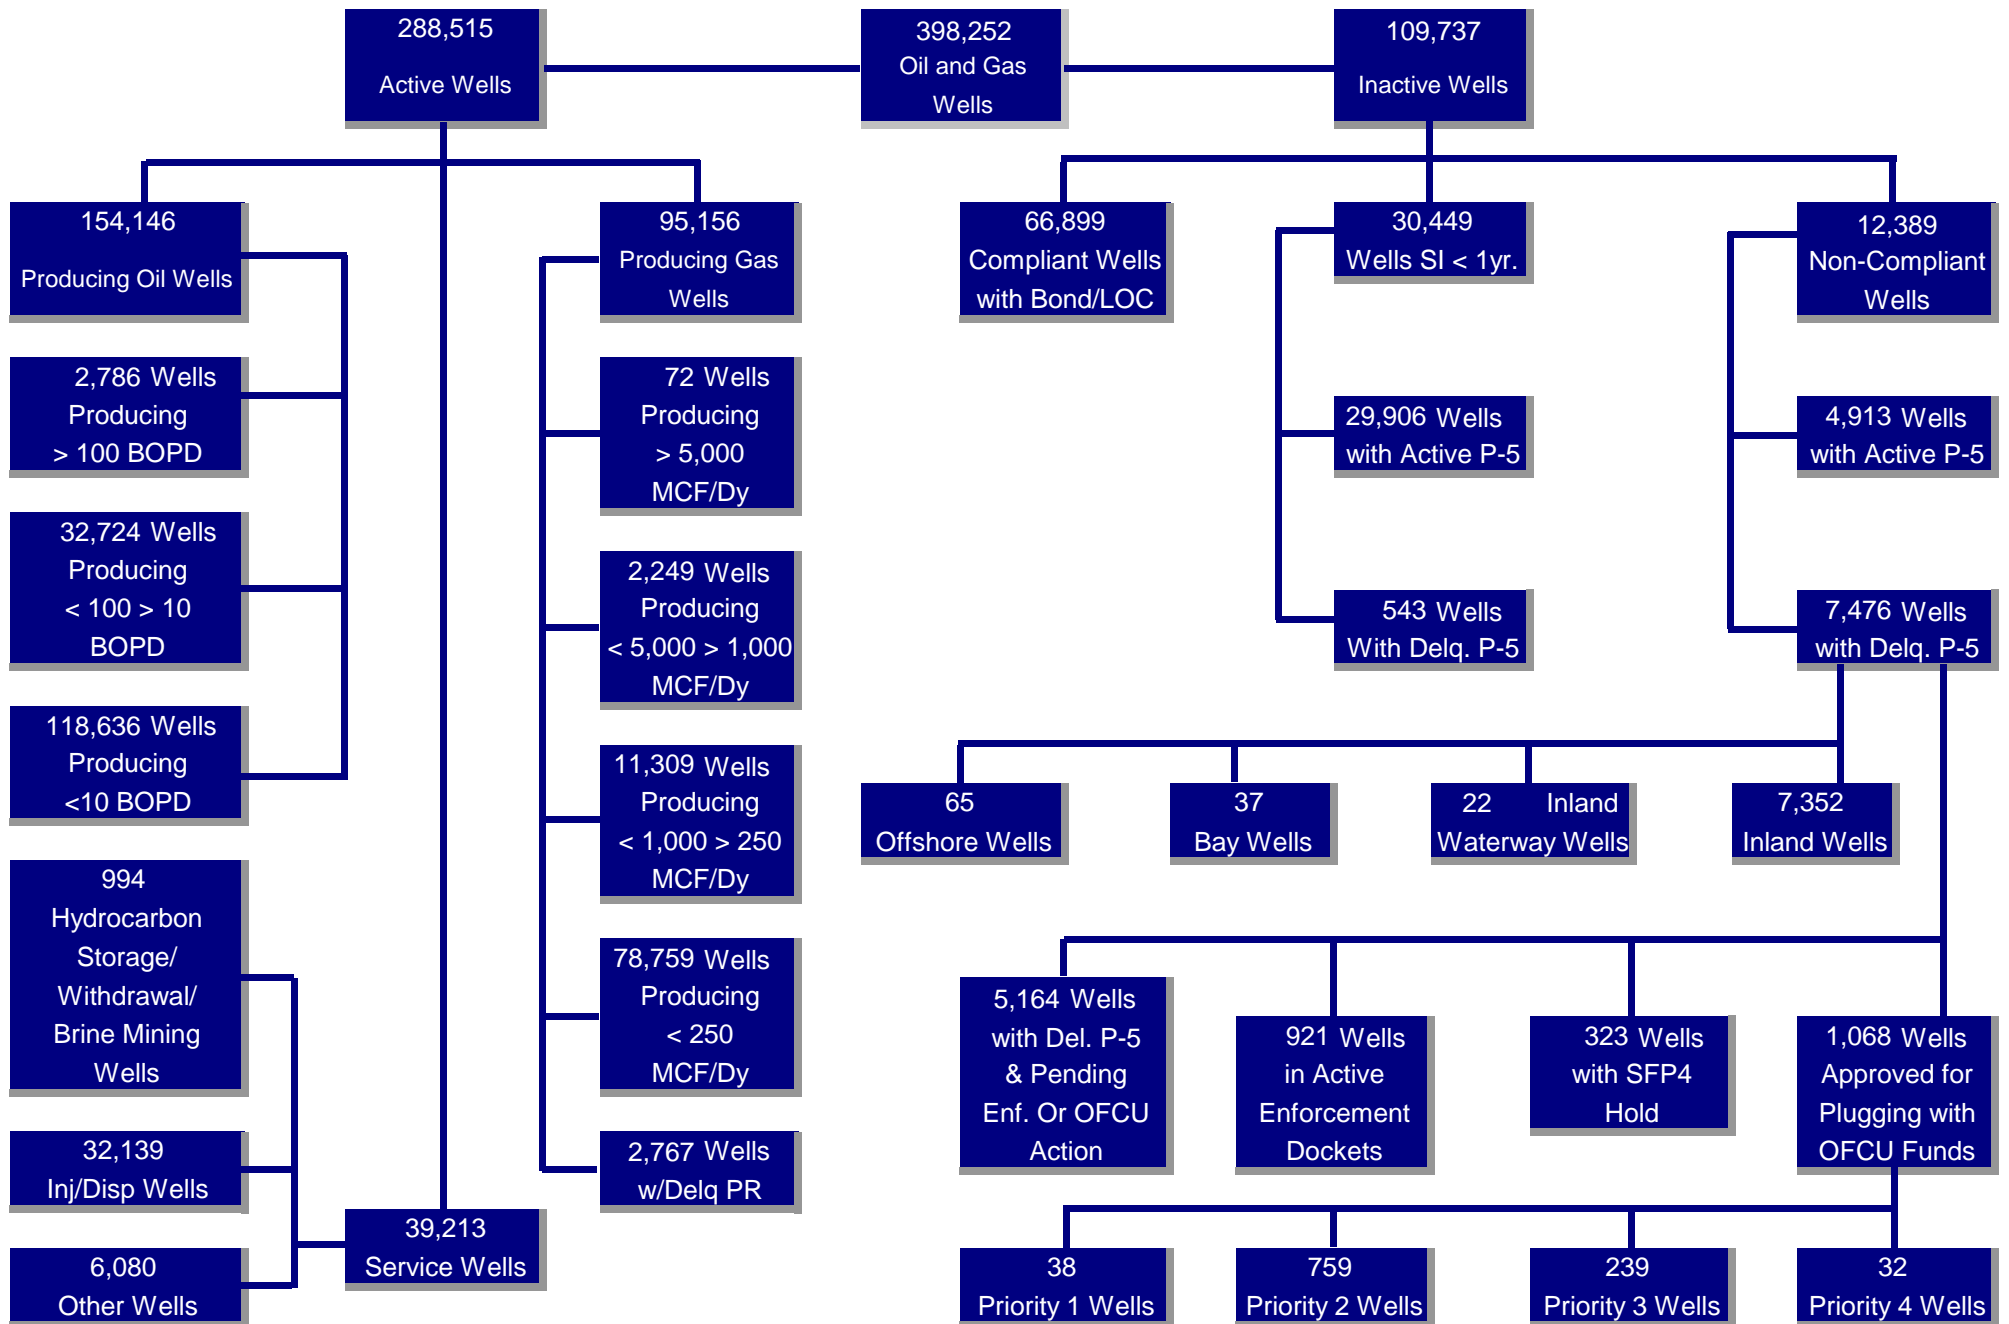 288,515
Active Wells
398,252
Oil and Gas
Wells
109,737
Inactive Wells
154,146
Producing Oil Wells
95,156
Producing Gas
Wells
66,899
Compliant Wells
with Bond/LOC
30,449
Wells SI < 1yr.
12,389
Non-Compliant
Wells
2,786 Wells
Producing
> 100 BOPD
72 Wells
Producing
> 5,000
MCF/Dy
29,906 Wells
with Active P-5
4,913 Wells
with Active P-5
32,724 Wells
Producing
< 100 > 10
BOPD
2,249 Wells
Producing
< 5,000 > 1,000
MCF/Dy
543 Wells
With Delq. P-5
7,476 Wells
with Delq. P-5
118,636 Wells
Producing
<10 BOPD
11,309 Wells
Producing
< 1,000 > 250
MCF/Dy
65
Offshore Wells
37
Bay Wells
22 Inland
Waterway Wells
7,352
Inland Wells
994
Hydrocarbon
Storage/
Withdrawal/
Brine Mining
Wells
78,759 Wells
Producing
< 250
MCF/Dy
5,164 Wells
with Del. P-5
& Pending
Enf. Or OFCU
Action
921 Wells
in Active
Enforcement
Dockets
323 Wells
with SFP4
Hold
1,068 Wells
Approved for
Plugging with
OFCU Funds
32,139
Inj/Disp Wells
2,767 Wells
w/Delq PR
39,213
Service Wells
6,080
Other Wells
38
Priority 1 Wells
759
Priority 2 Wells
239
Priority 3 Wells
32
Priority 4 Wells